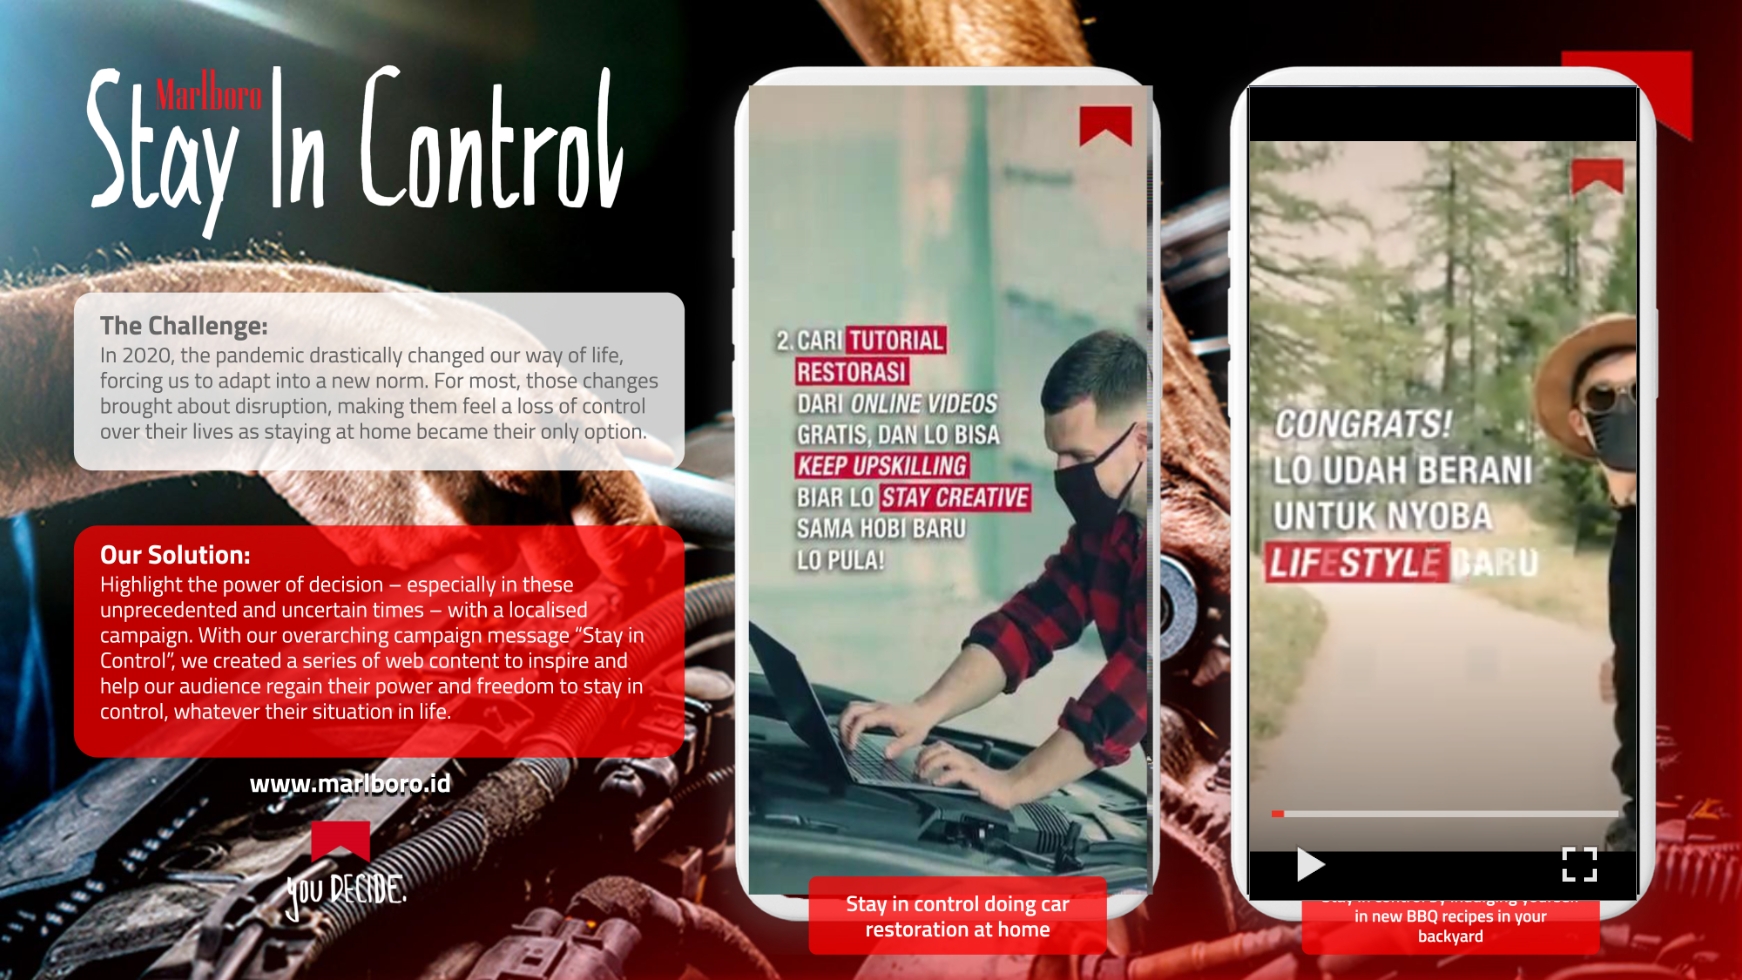 Marlboro
Stay In Control
The Challenge:
In 2020, the pandemic drastically changed our way of life,
forcing us to adapt into a new norm. For most, those changes
brought about disruption, making them feel a loss of control
over their lives as staying at home became their only option.
Our Solution:
Highlight the power of decision – especially in these
unprecedented and uncertain times – with a localised
campaign. With our overarching campaign message “Stay in
Control”, we created a series of web content to inspire and
help our audience regain their power and freedom to stay in
control, whatever their situation in life.
www.marlboro.id
YOU DECIDE.
2. CARI TUTORIAL
RESTORASI
DARI ONLINE VIDEOS
GRATIS, DAN LO BISA
KEEP UPSKILLING
BIAR LO STAY CREATIVE
SAMA HOBI BARU
LO PULA!
Stay in control doing car
restoration at home
CONGRATS!
LO UDAH BERANI
UNTUK NYOBA
LIFESTYLE BARU
in new BBQ recipes in your
backyard